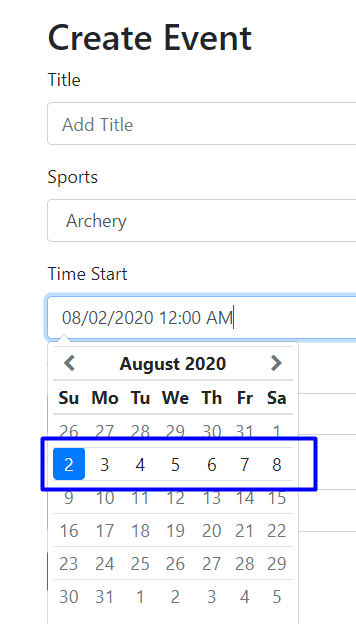 Create Event
Title
Add Title
Sports
Archery
Time Start
08/02/2020 12:00 AM
August 2020
Su Mo Tu We Th Fr Sa
26 27 28 29 30 31 1
2 3 4 5 6 7 8
9 10 11 12 13 14 15
16 17 18 19 20 21 22
23 24 25 26 27 28 29
30 31 1 2 3 4 5